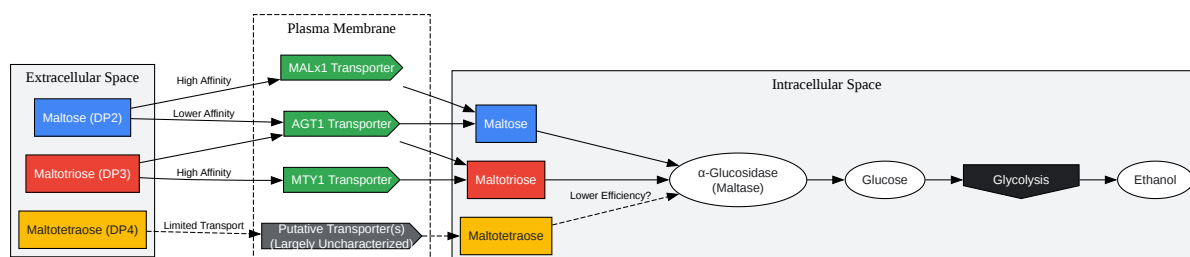 Plasma Membrane
Extracellular Space
Intracellular Space
MALx1 Transporter
High Affinity
Maltose (DP2)
Lower Affinity
AGT1 Transporter
Maltose
Maltotriose (DP3)
High Affinity
MTY1 Transporter
Maltotriose
α-Glucosidase
(Maltase)
Glucose
Glycolysis
Ethanol
Lower Efficiency?
Maltotetraose (DP4)
Limited Transport
Putative Transporter(s)
(Largely Uncharacterized)
Maltotetraose